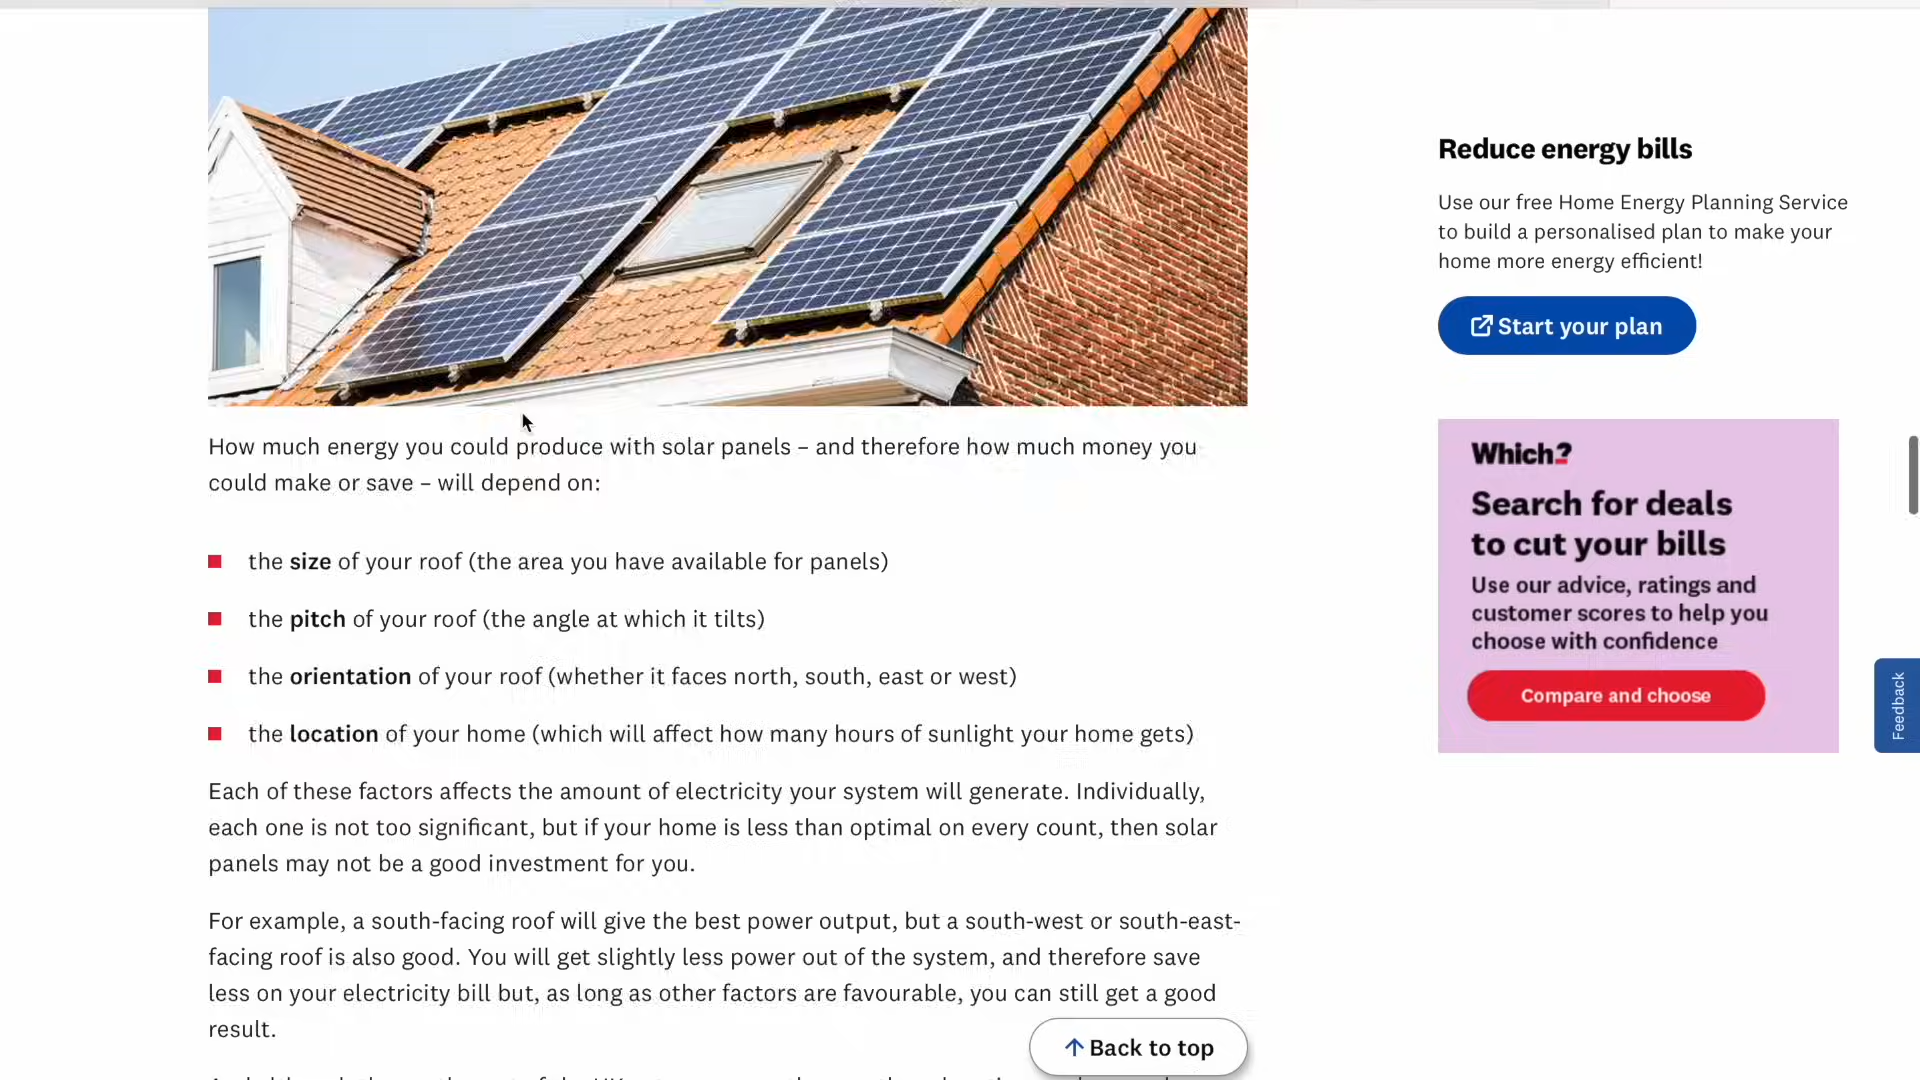 How much energy you could produce with solar panels – and therefore how much money you
could make or save – will depend on:
the size of your roof (the area you have available for panels)
the pitch of your roof (the angle at which it tilts)
the orientation of your roof (whether it faces north, south, east or west)
the location of your home (which will affect how many hours of sunlight your home gets)
Each of these factors affects the amount of electricity your system will generate. Individually,
each one is not too significant, but if your home is less than optimal on every count, then solar
panels may not be a good investment for you.
For example, a south-facing roof will give the best power output, but a south-west or south-east-
facing roof is also good. You will get slightly less power out of the system, and therefore save
less on your electricity bill but, as long as other factors are favourable, you can still get a good
result.
Back to top
Reduce energy bills
Use our free Home Energy Planning Service
to build a personalised plan to make your
home more energy efficient!
Start your plan
Which?
Search for deals
to cut your bills
Use our advice, ratings and
customer scores to help you
choose with confidence
Compare and choose
Feedback